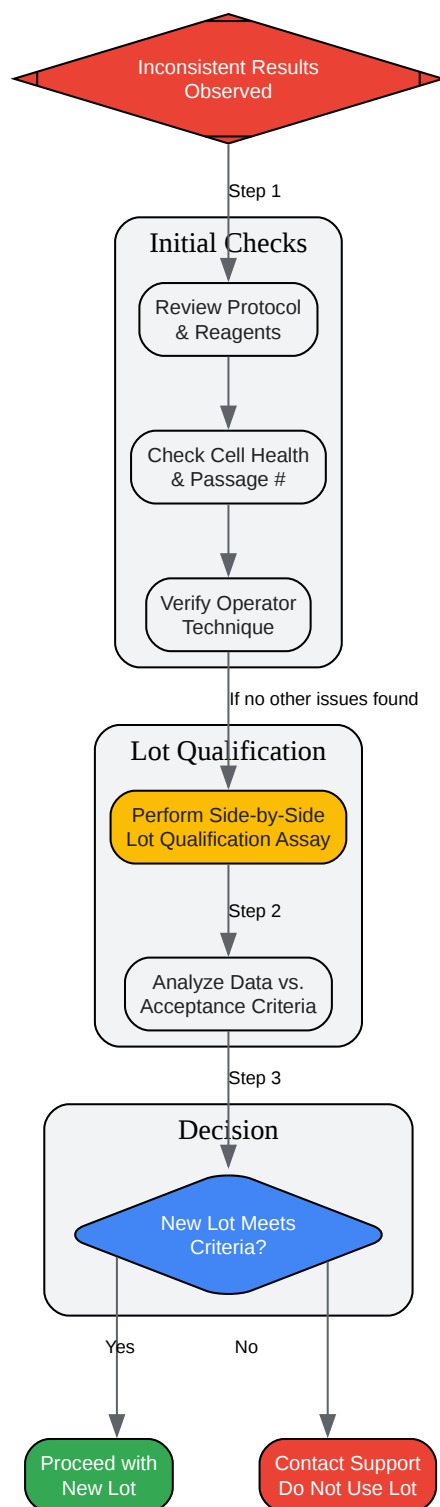 Inconsistent Results
Observed
Step 1
Initial Checks
Review Protocol
& Reagents
Check Cell Health
& Passage #
Verify Operator
Technique
If no other issues found
Lot Qualification
Perform Side-by-Side
Lot Qualification Assay
Step 2
Analyze Data vs.
Acceptance Criteria
Step 3
Decision
New Lot Meets
Criteria?
Yes
No
Proceed with
New Lot
Contact Support
Do Not Use Lot